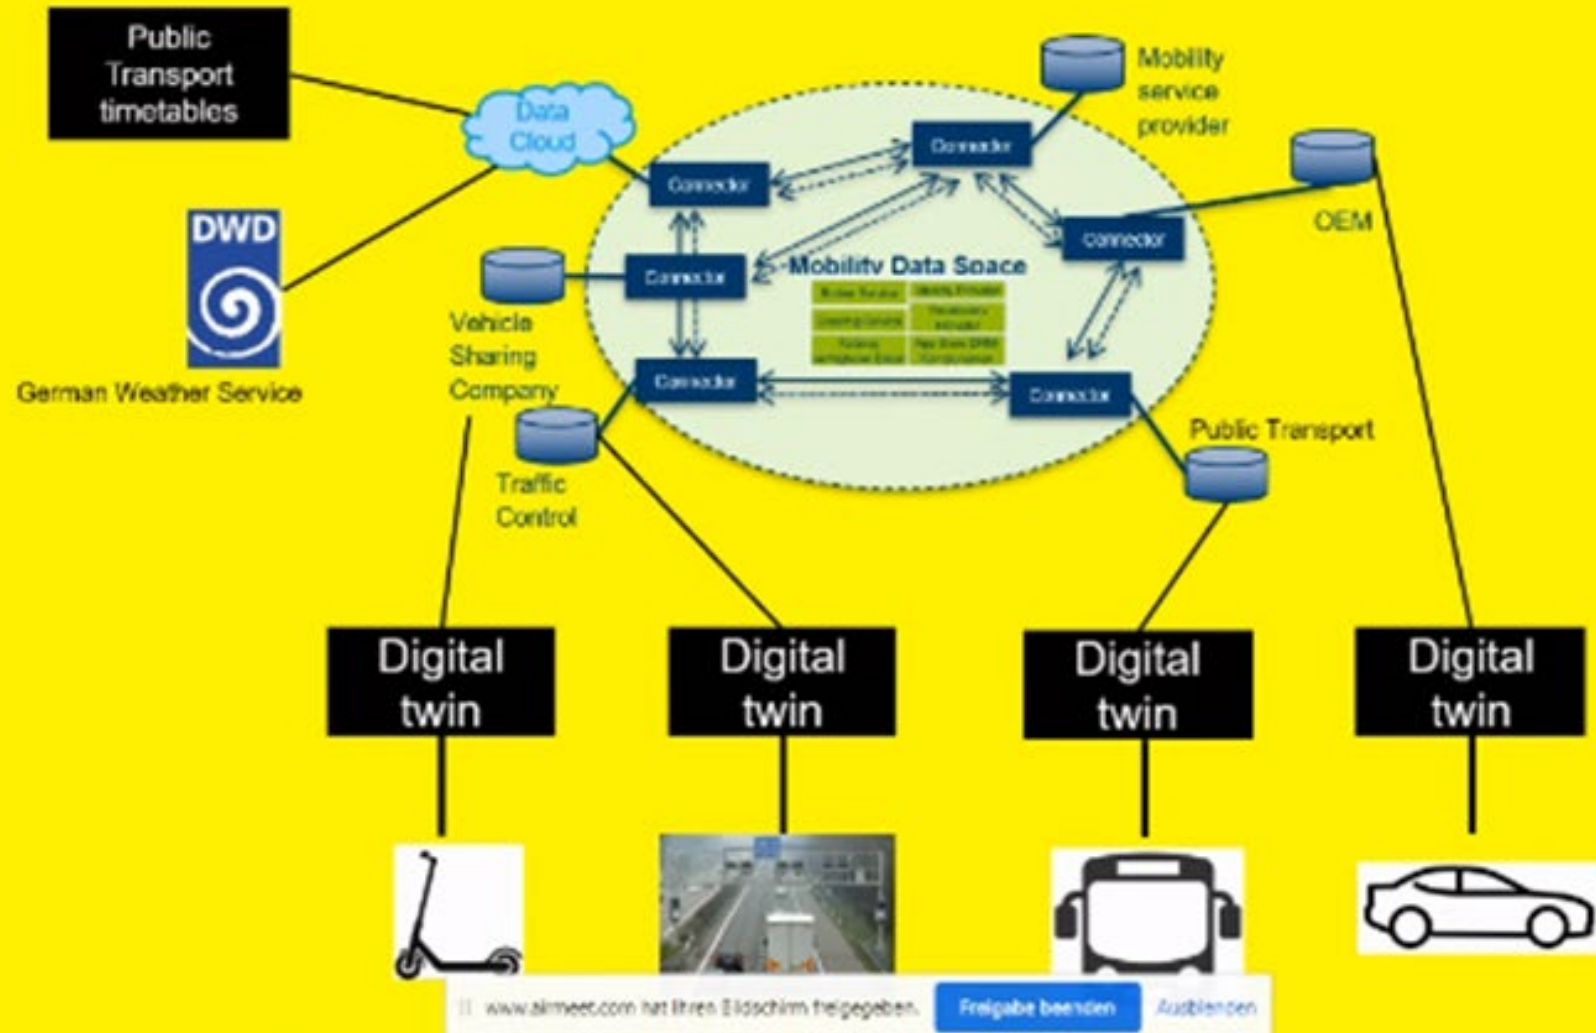 Public
Transport
timetables
Data
Cloud
Mobility
service
provider
Connector
Connector
OEM
Connector
DWD
Connector
Mobility Data Space
Vehicle
Sharing
Company
German Weather Service
Connector
Connector
Public Transport
Traffic
Control
Digital
twin
Digital
twin
Digital
twin
Digital
twin
www.airmeet.com hat Ihren Bildschirm freigegeben.
Freigabe beenden
Ausblenden